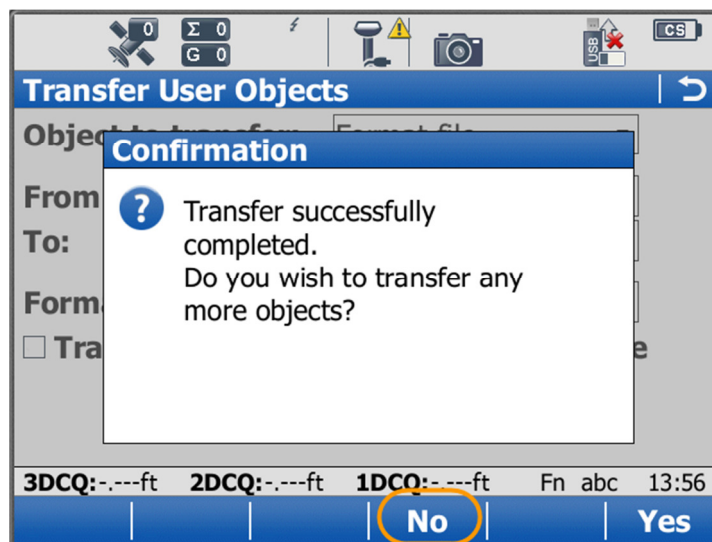 0
Σ 0
G 0
USB
CS
Transfer User Objects
Confirmation
From
To:
Transfer successfully
completed.
Do you wish to transfer any
more objects?
3DCQ:-.---ft 2DCQ:-.---ft 1DCQ:-.---ft Fn abc 13:56
No Yes